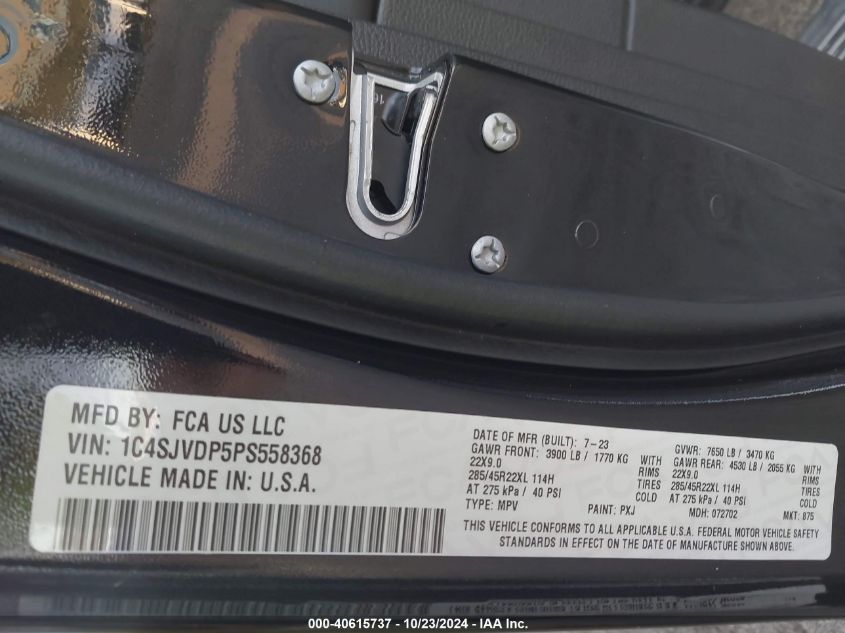 MFD BY: FCA US LLC
VIN: 1C4SJVDP5PS558368
VEHICLE MADE IN: U.S.A.
DATE OF MFR (BUILT): 7-23 GVWR: 7650 LB / 3470 KG
GAWR FRONT: 3900 LB / 1770 KG GAWR REAR: 4530 LB / 2055 KG
22X9.0 RIMS 22X9.0 RIMS
285/45R22XL 114H TIRES 285/45R22XL 114H TIRES
AT 275 kPa / 40 PSI COLD AT 275 kPa / 40 PSI COLD
TYPE: MPV PAINT: PXJ MDH: 072702 MKT: 875
THIS VEHICLE CONFORMS TO ALL APPLICABLE U.S.A. FEDERAL MOTOR VEHICLE SAFETY
STANDARDS IN EFFECT ON THE DATE OF MANUFACTURE SHOWN ABOVE.
000-40615737 - 10/23/2024 - IAA Inc.